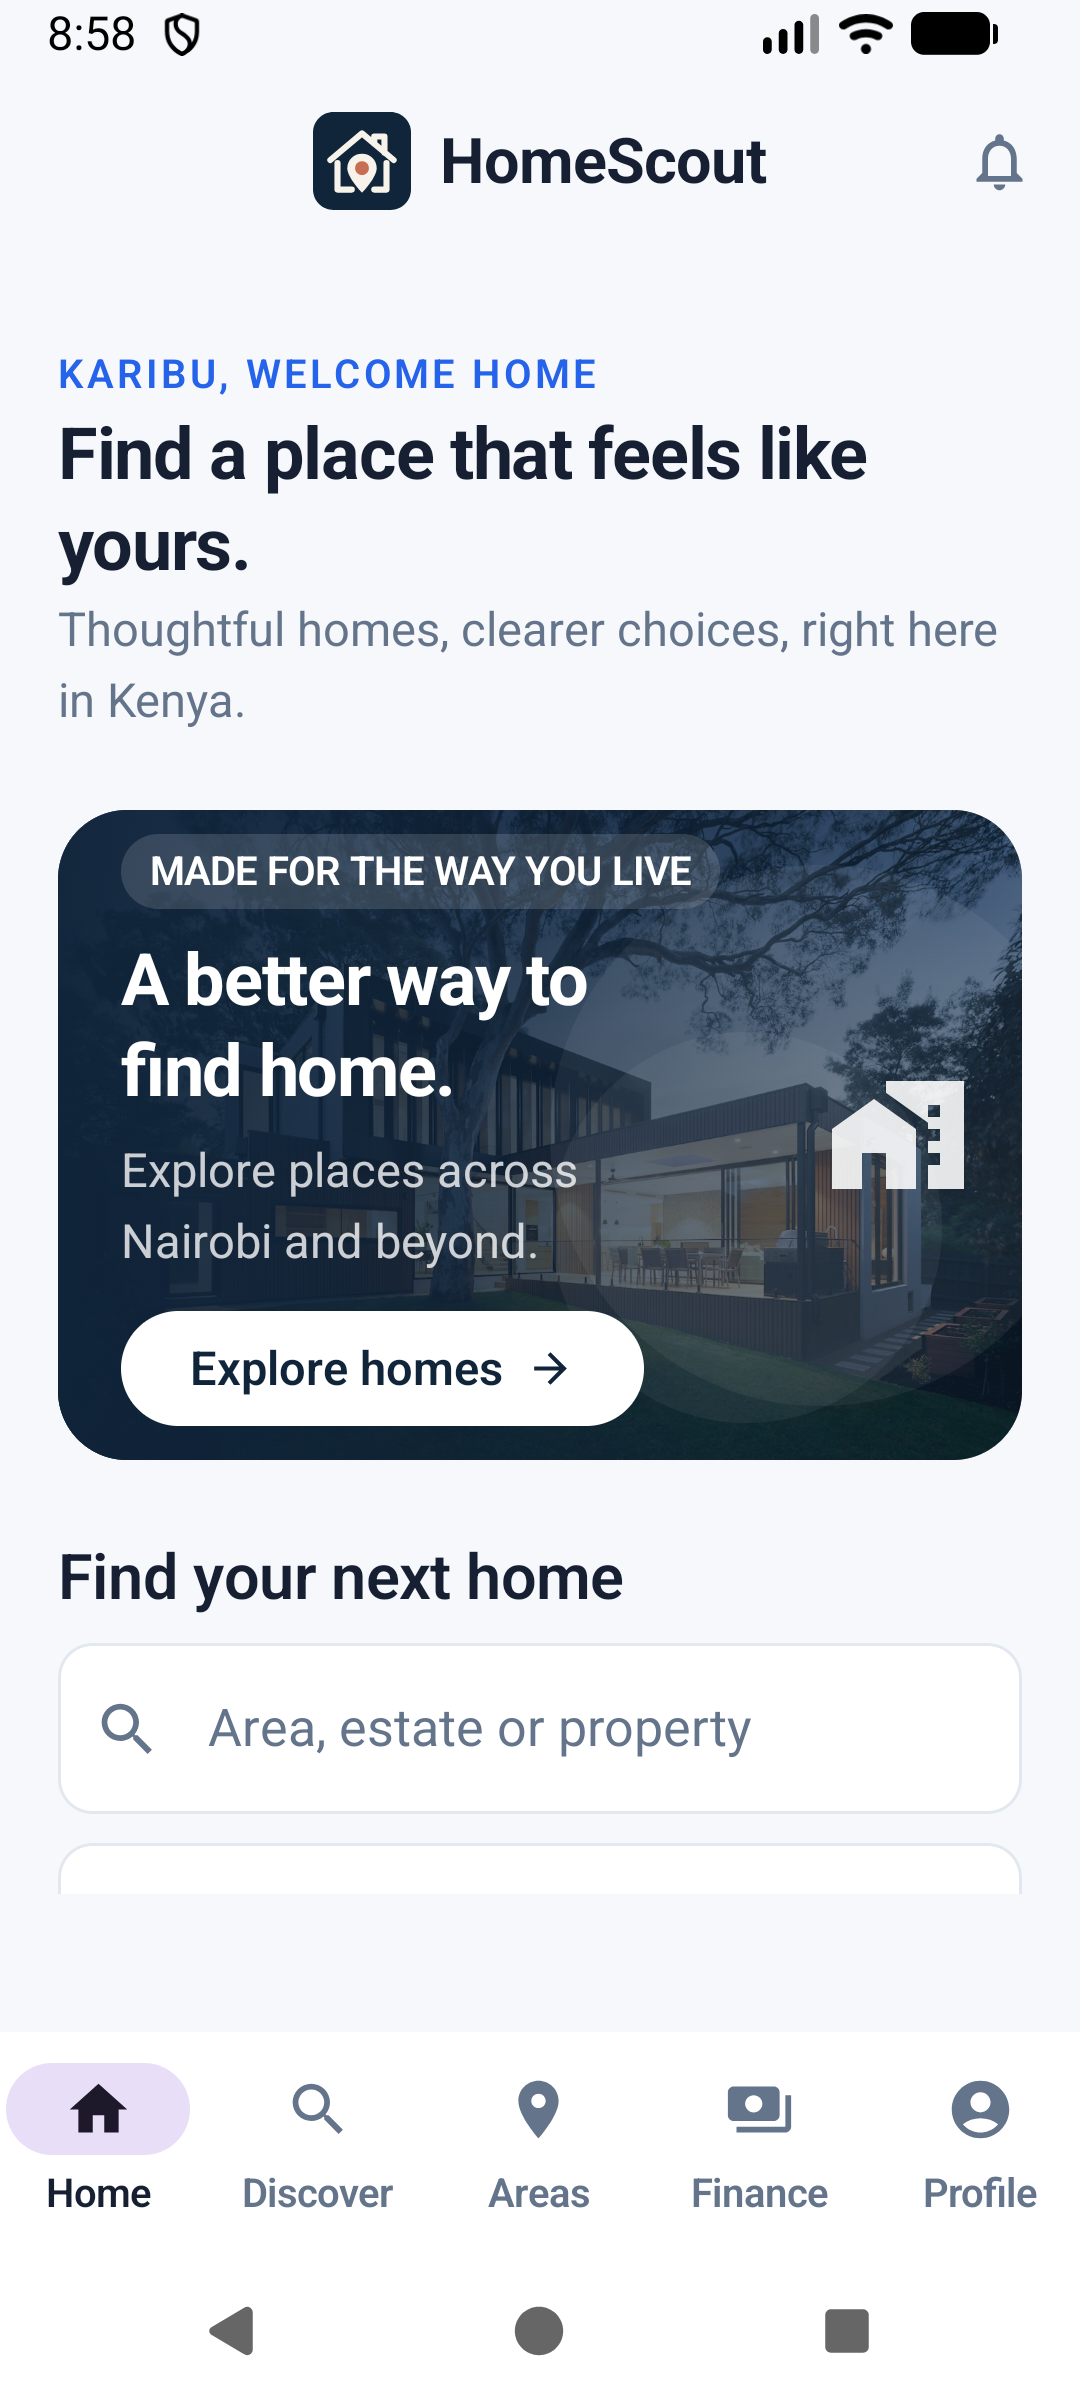 8:58
HomeScout
KARIBU, WELCOME HOME
Find a place that feels like
yours.
Thoughtful homes, clearer choices, right here
in Kenya.
MADE FOR THE WAY YOU LIVE
A better way to
find home.
Explore places across
Nairobi and beyond.
Explore homes
Find your next home
Area, estate or property
Home
Discover
Areas
Finance
Profile